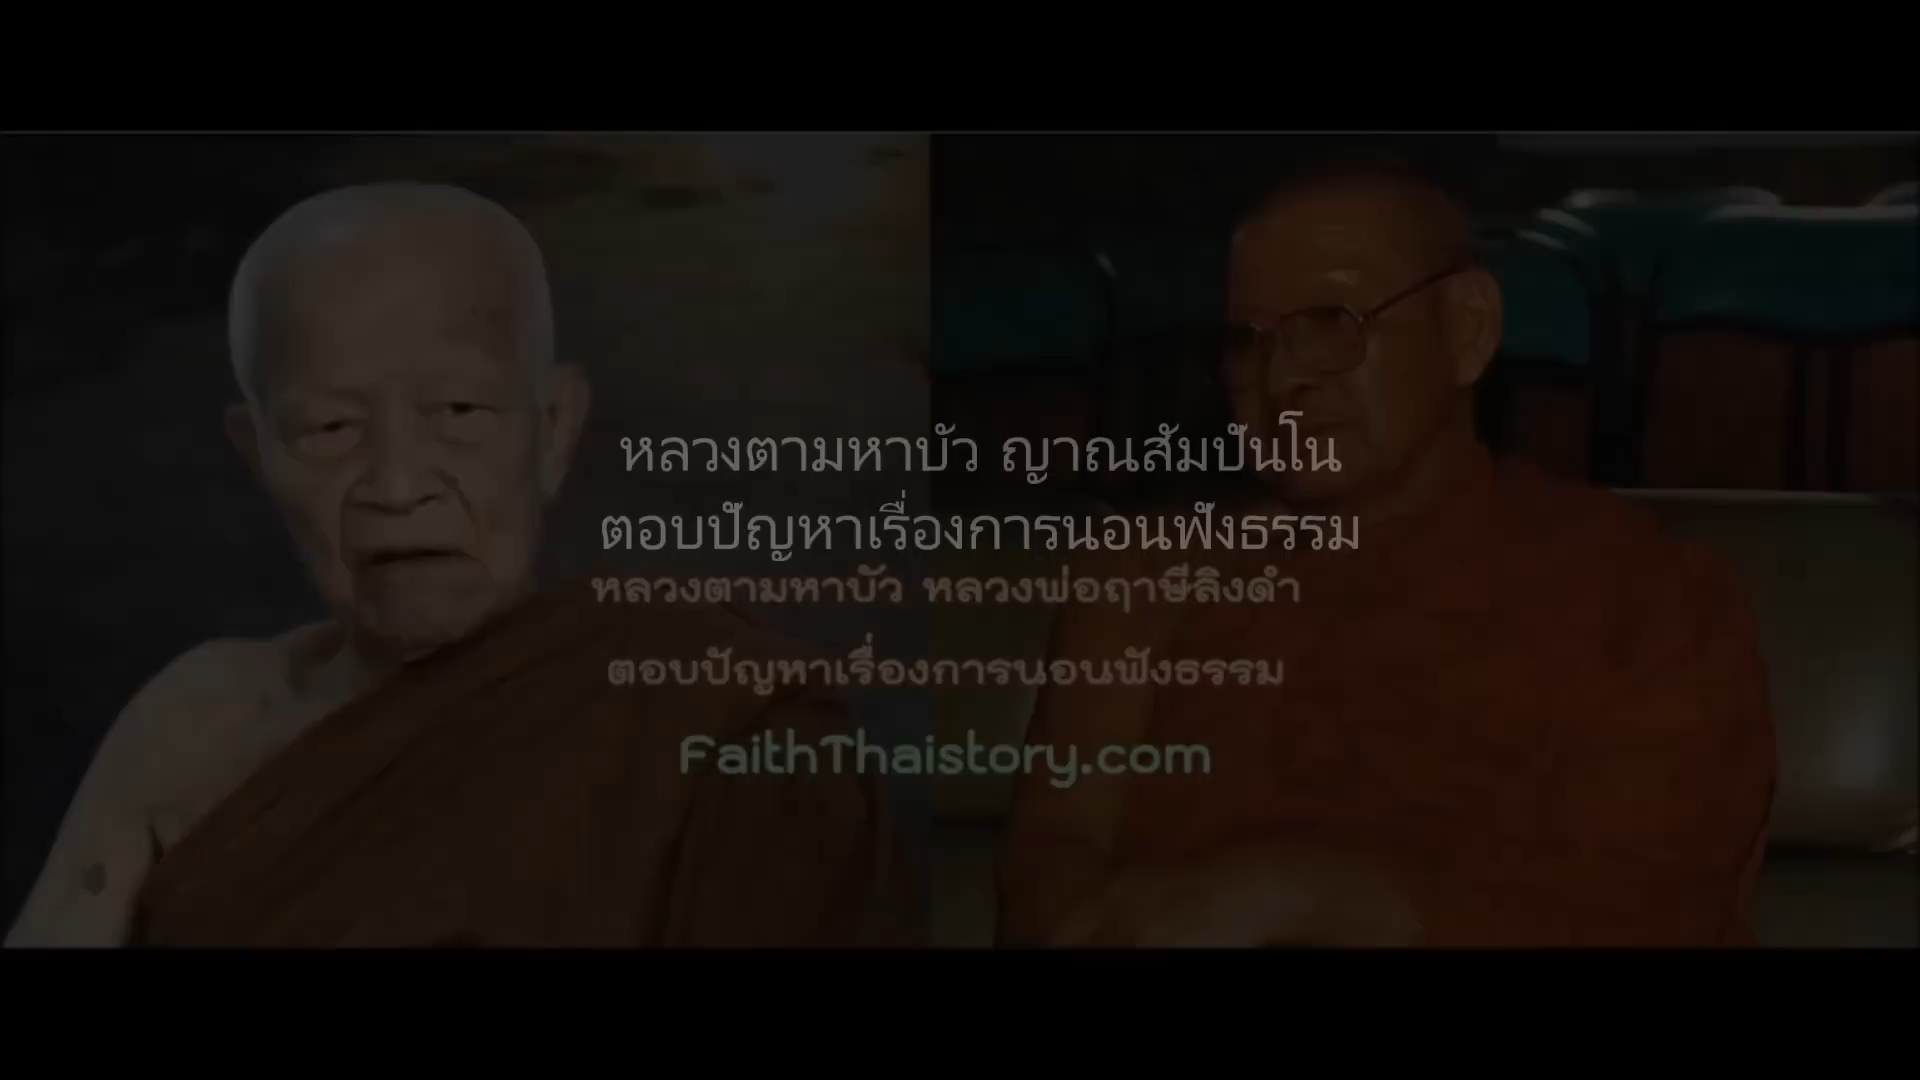 หลวงตามหาบัว ญาณสัมปันโน
ตอบปัญหาเรื่องการนอนฟังธรรม
หลวงตามหาบัว หลวงพ่อฤาษีลิงดำ
ตอบปัญหาเรื่องการนอนฟังธรรม
FaithThaistory.com